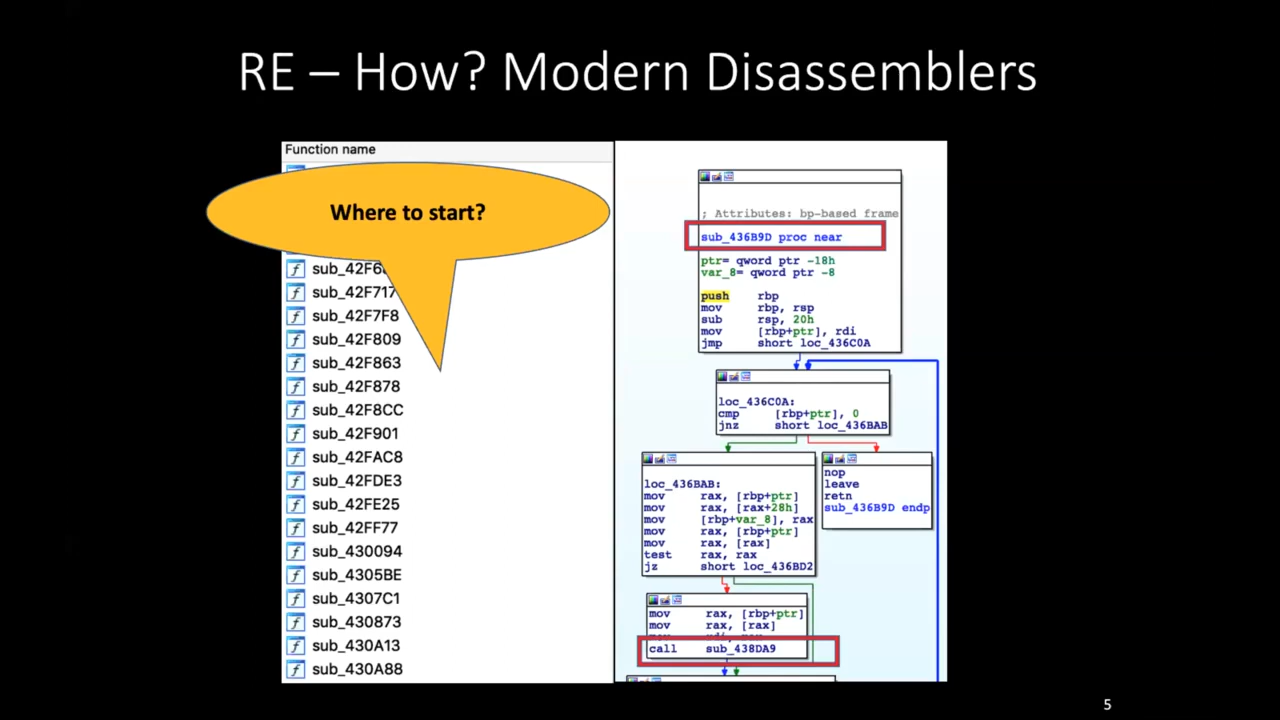 RE – How? Modern Disassemblers
Function name
Where to start?
sub_42F717
sub_42F7F8
sub_42F809
sub_42F863
sub_42F878
sub_42F8CC
sub_42F901
sub_42FAC8
sub_42FDE3
sub_42FE25
sub_42FF77
sub_430094
sub_4305BE
sub_4307C1
sub_430873
sub_430A13
sub_430A88
; Attributes: bp-based frame
sub_436B9D proc near
ptr= qword ptr -18h
var_8= qword ptr -8
push rbp
mov rbp, rsp
sub rsp, 20h
mov [rbp+ptr], rdi
jmp short loc_436C0A
loc_436C0A:
cmp [rbp+ptr], 0
jnz short loc_436BAB
loc_436BAB:
mov rax, [rbp+ptr]
mov rax, [rax+28h]
mov [rbp+var_8], rax
mov rax, [rbp+ptr]
mov rax, [rax]
test rax, rax
jz short loc_436BD2
nop
leave
retn
sub_436B9D endp
mov rax, [rbp+ptr]
mov rax, [rax]
call sub_438DA9
5